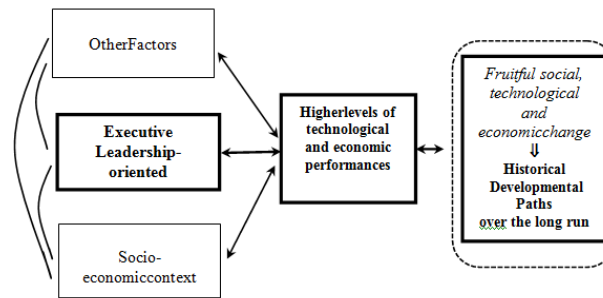 OtherFactors
Executive
Leadership-
oriented
Socio-
economiccontext
Higherlevels of
technological
and economic
performances
Fruitful social,
technological
and
economicchange
⇓
Historical
Developmental
Paths
over the long run